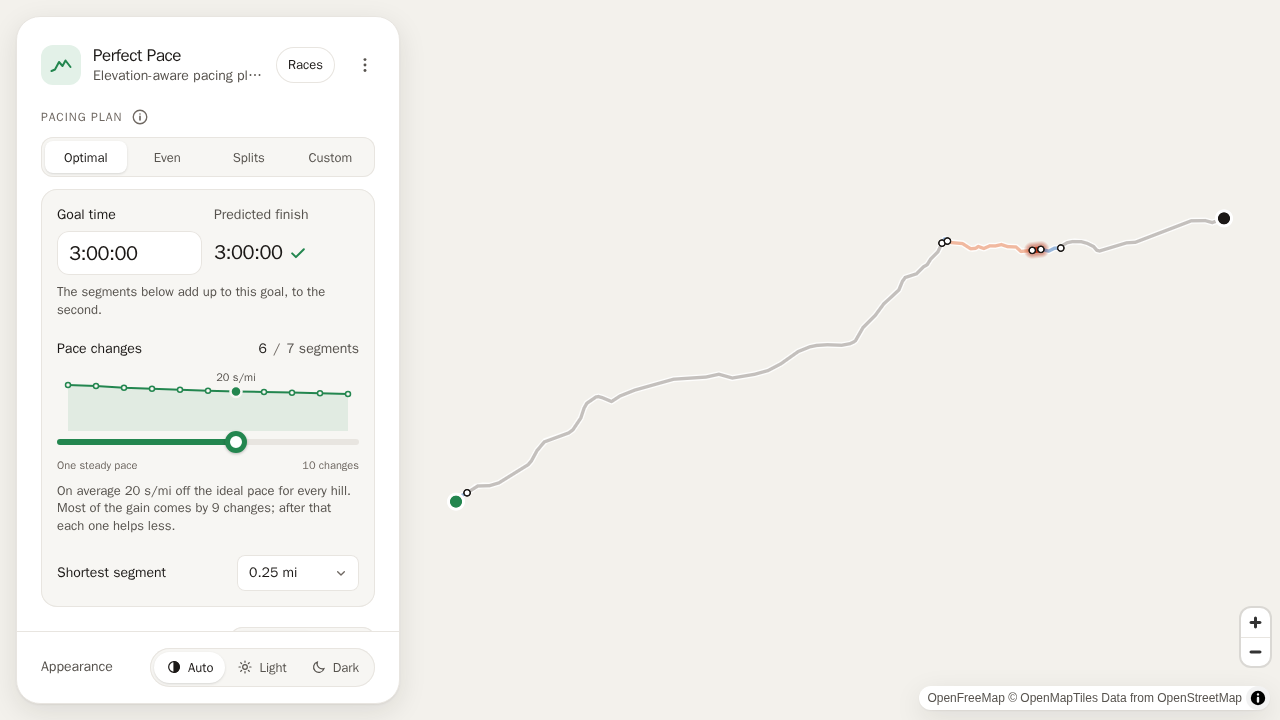 Perfect Pace
Elevation-aware pacing pl···
Races
PACING PLAN
Optimal
Even
Splits
Custom
Goal time
Predicted finish
3:00:00
3:00:00
The segments below add up to this goal, to the
second.
Pace changes
6 / 7 segments
20 s/mi
One steady pace
10 changes
On average 20 s/mi off the ideal pace for every hill.
Most of the gain comes by 9 changes; after that
each one helps less.
Shortest segment
0.25 mi
Appearance
Auto
Light
Dark
OpenFreeMap © OpenMapTiles Data from OpenStreetMap